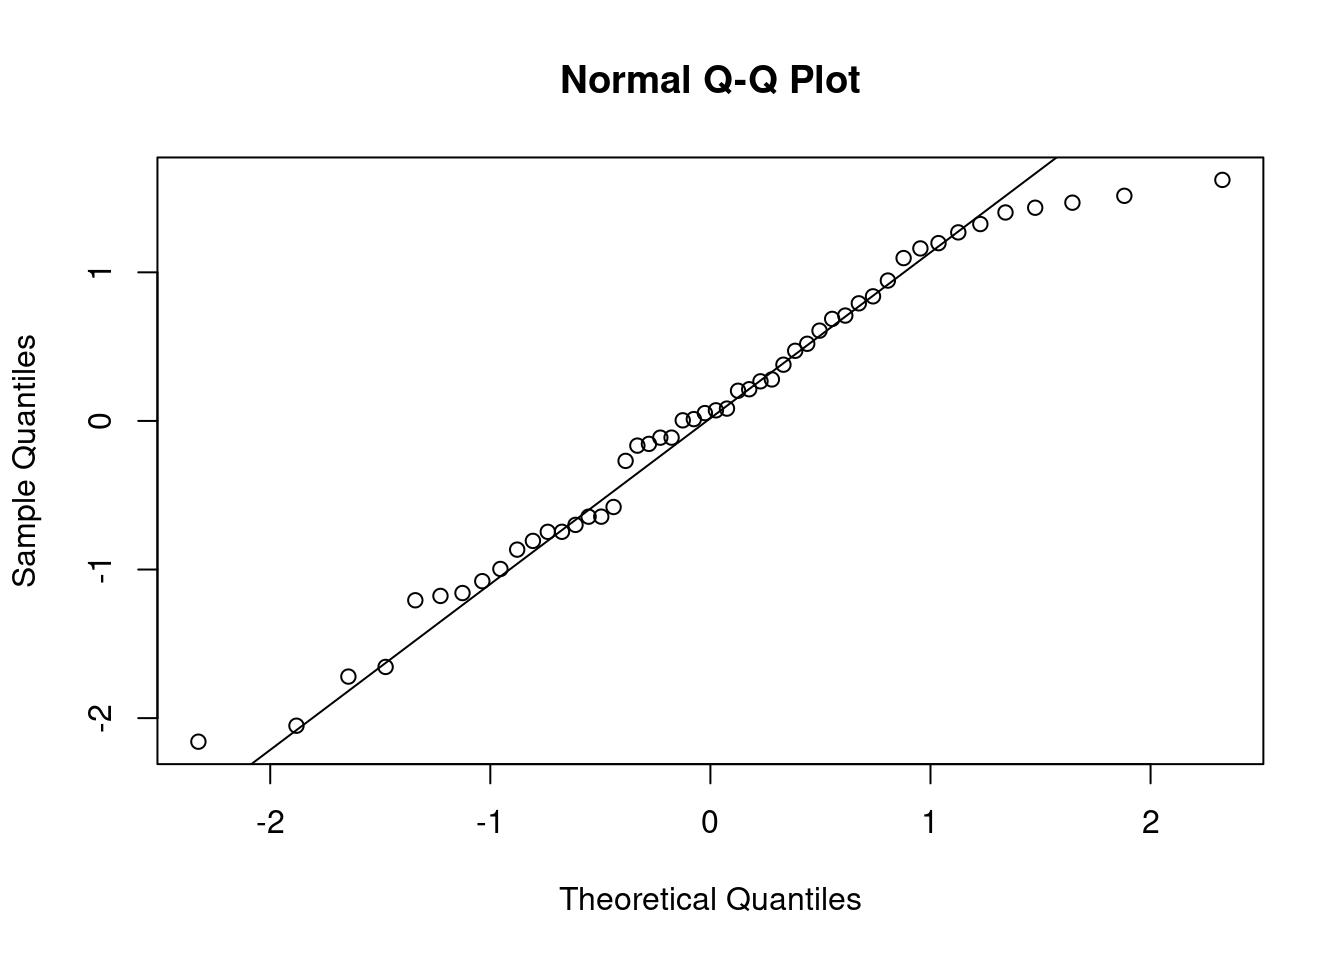 Normal Q-Q Plot
Sample Quantiles
1
0
-1
-2
-2 -1 0 1 2
Theoretical Quantiles